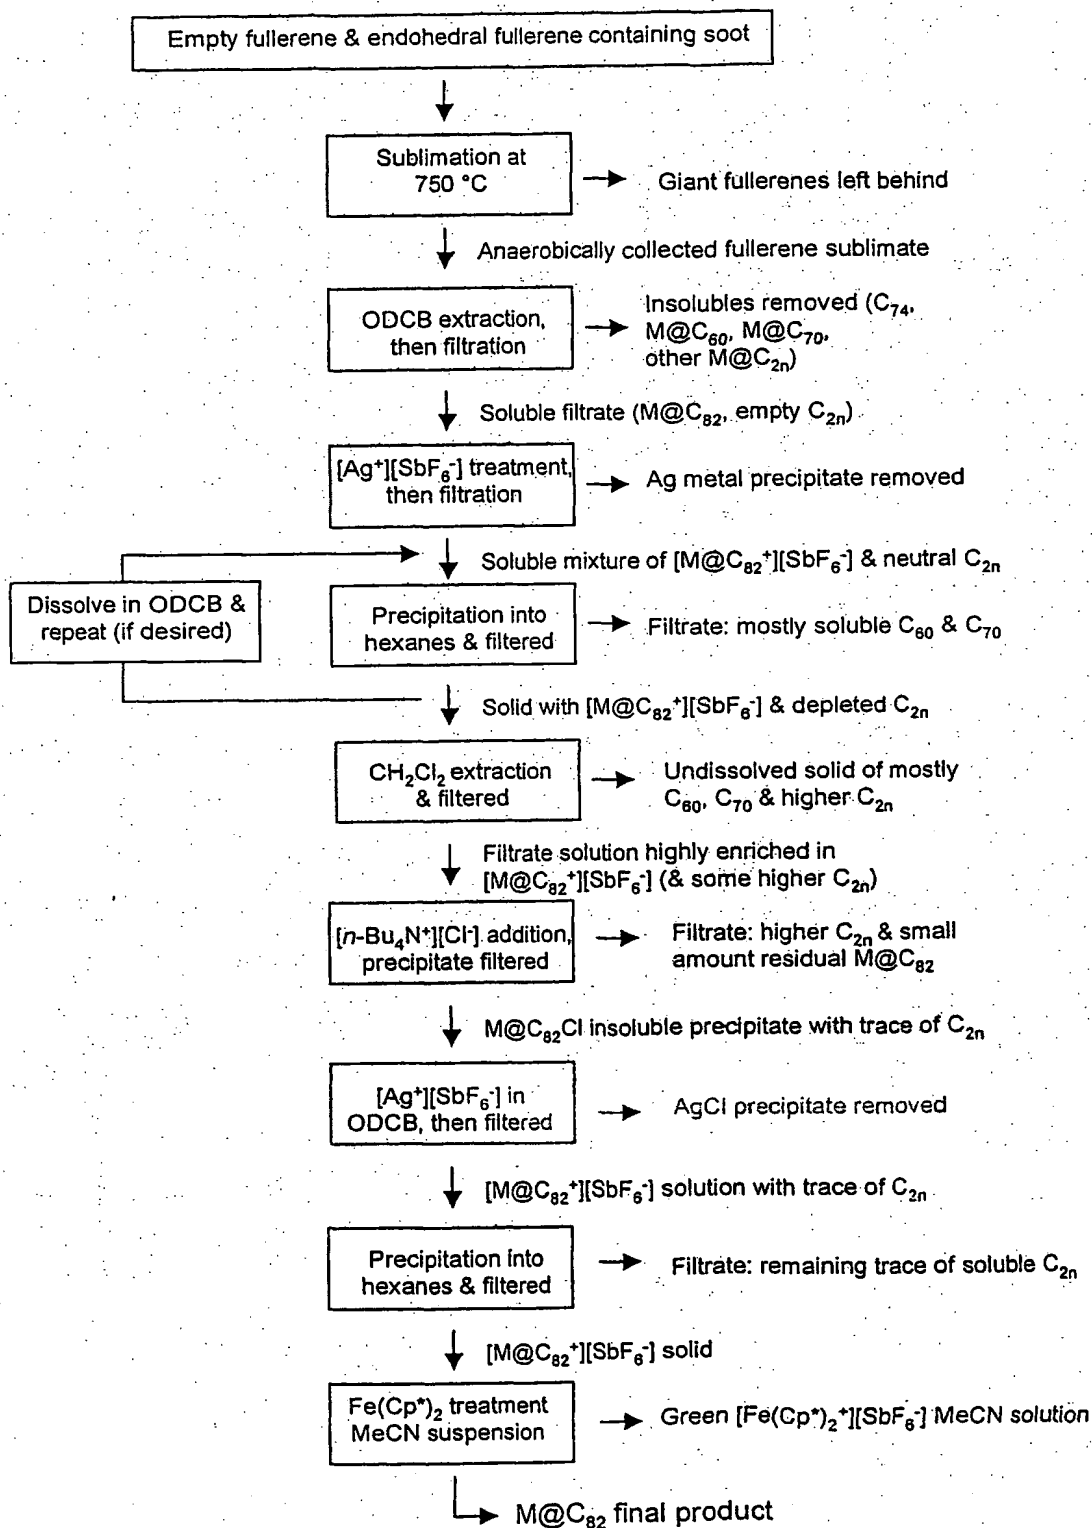 Empty fullerene & endohedral fullerene containing soot
Sublimation at
750 °C
Giant fullerenes left behind
Anaerobically collected fullerene sublimate
ODCB extraction,
then filtration
Insolubles removed (C₇₄,
M@C₆₀, M@C₇₀,
other M@C₂ₙ)
Soluble filtrate (M@C₈₂, empty C₂ₙ)
[Ag⁺][SbF₆⁻] treatment,
then filtration
Ag metal precipitate removed
Soluble mixture of [M@C₈₂⁺][SbF₆⁻] & neutral C₂ₙ
Dissolve in ODCB &
repeat (if desired)
Precipitation into
hexanes & filtered
Filtrate: mostly soluble C₆₀ & C₇₀
Solid with [M@C₈₂⁺][SbF₆⁻] & depleted C₂ₙ
CH₂Cl₂ extraction
& filtered
Undissolved solid of mostly
C₆₀, C₇₀ & higher C₂ₙ
Filtrate solution highly enriched in
[M@C₈₂⁺][SbF₆⁻] (& some higher C₂ₙ)
[n-Bu₄N⁺][Cl⁻] addition,
precipitate filtered
Filtrate: higher C₂ₙ & small
amount residual M@C₈₂
M@C₈₂Cl insoluble precipitate with trace of C₂ₙ
[Ag⁺][SbF₆⁻] in
ODCB, then filtered
AgCl precipitate removed
[M@C₈₂⁺][SbF₆⁻] solution with trace of C₂ₙ
Precipitation into
hexanes & filtered
Filtrate: remaining trace of soluble C₂ₙ
[M@C₈₂⁺][SbF₆⁻] solid
Fe(Cp*)₂ treatment
MeCN suspension
Green [Fe(Cp*)₂⁺][SbF₆⁻] MeCN solution
M@C₈₂ final product